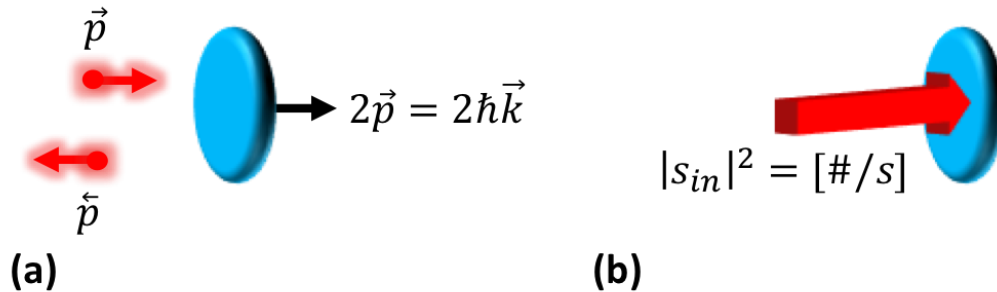 p⃗
2p⃗ = 2ħk⃗
|s_in|² = [#/s]
p⃖
(a)
(b)